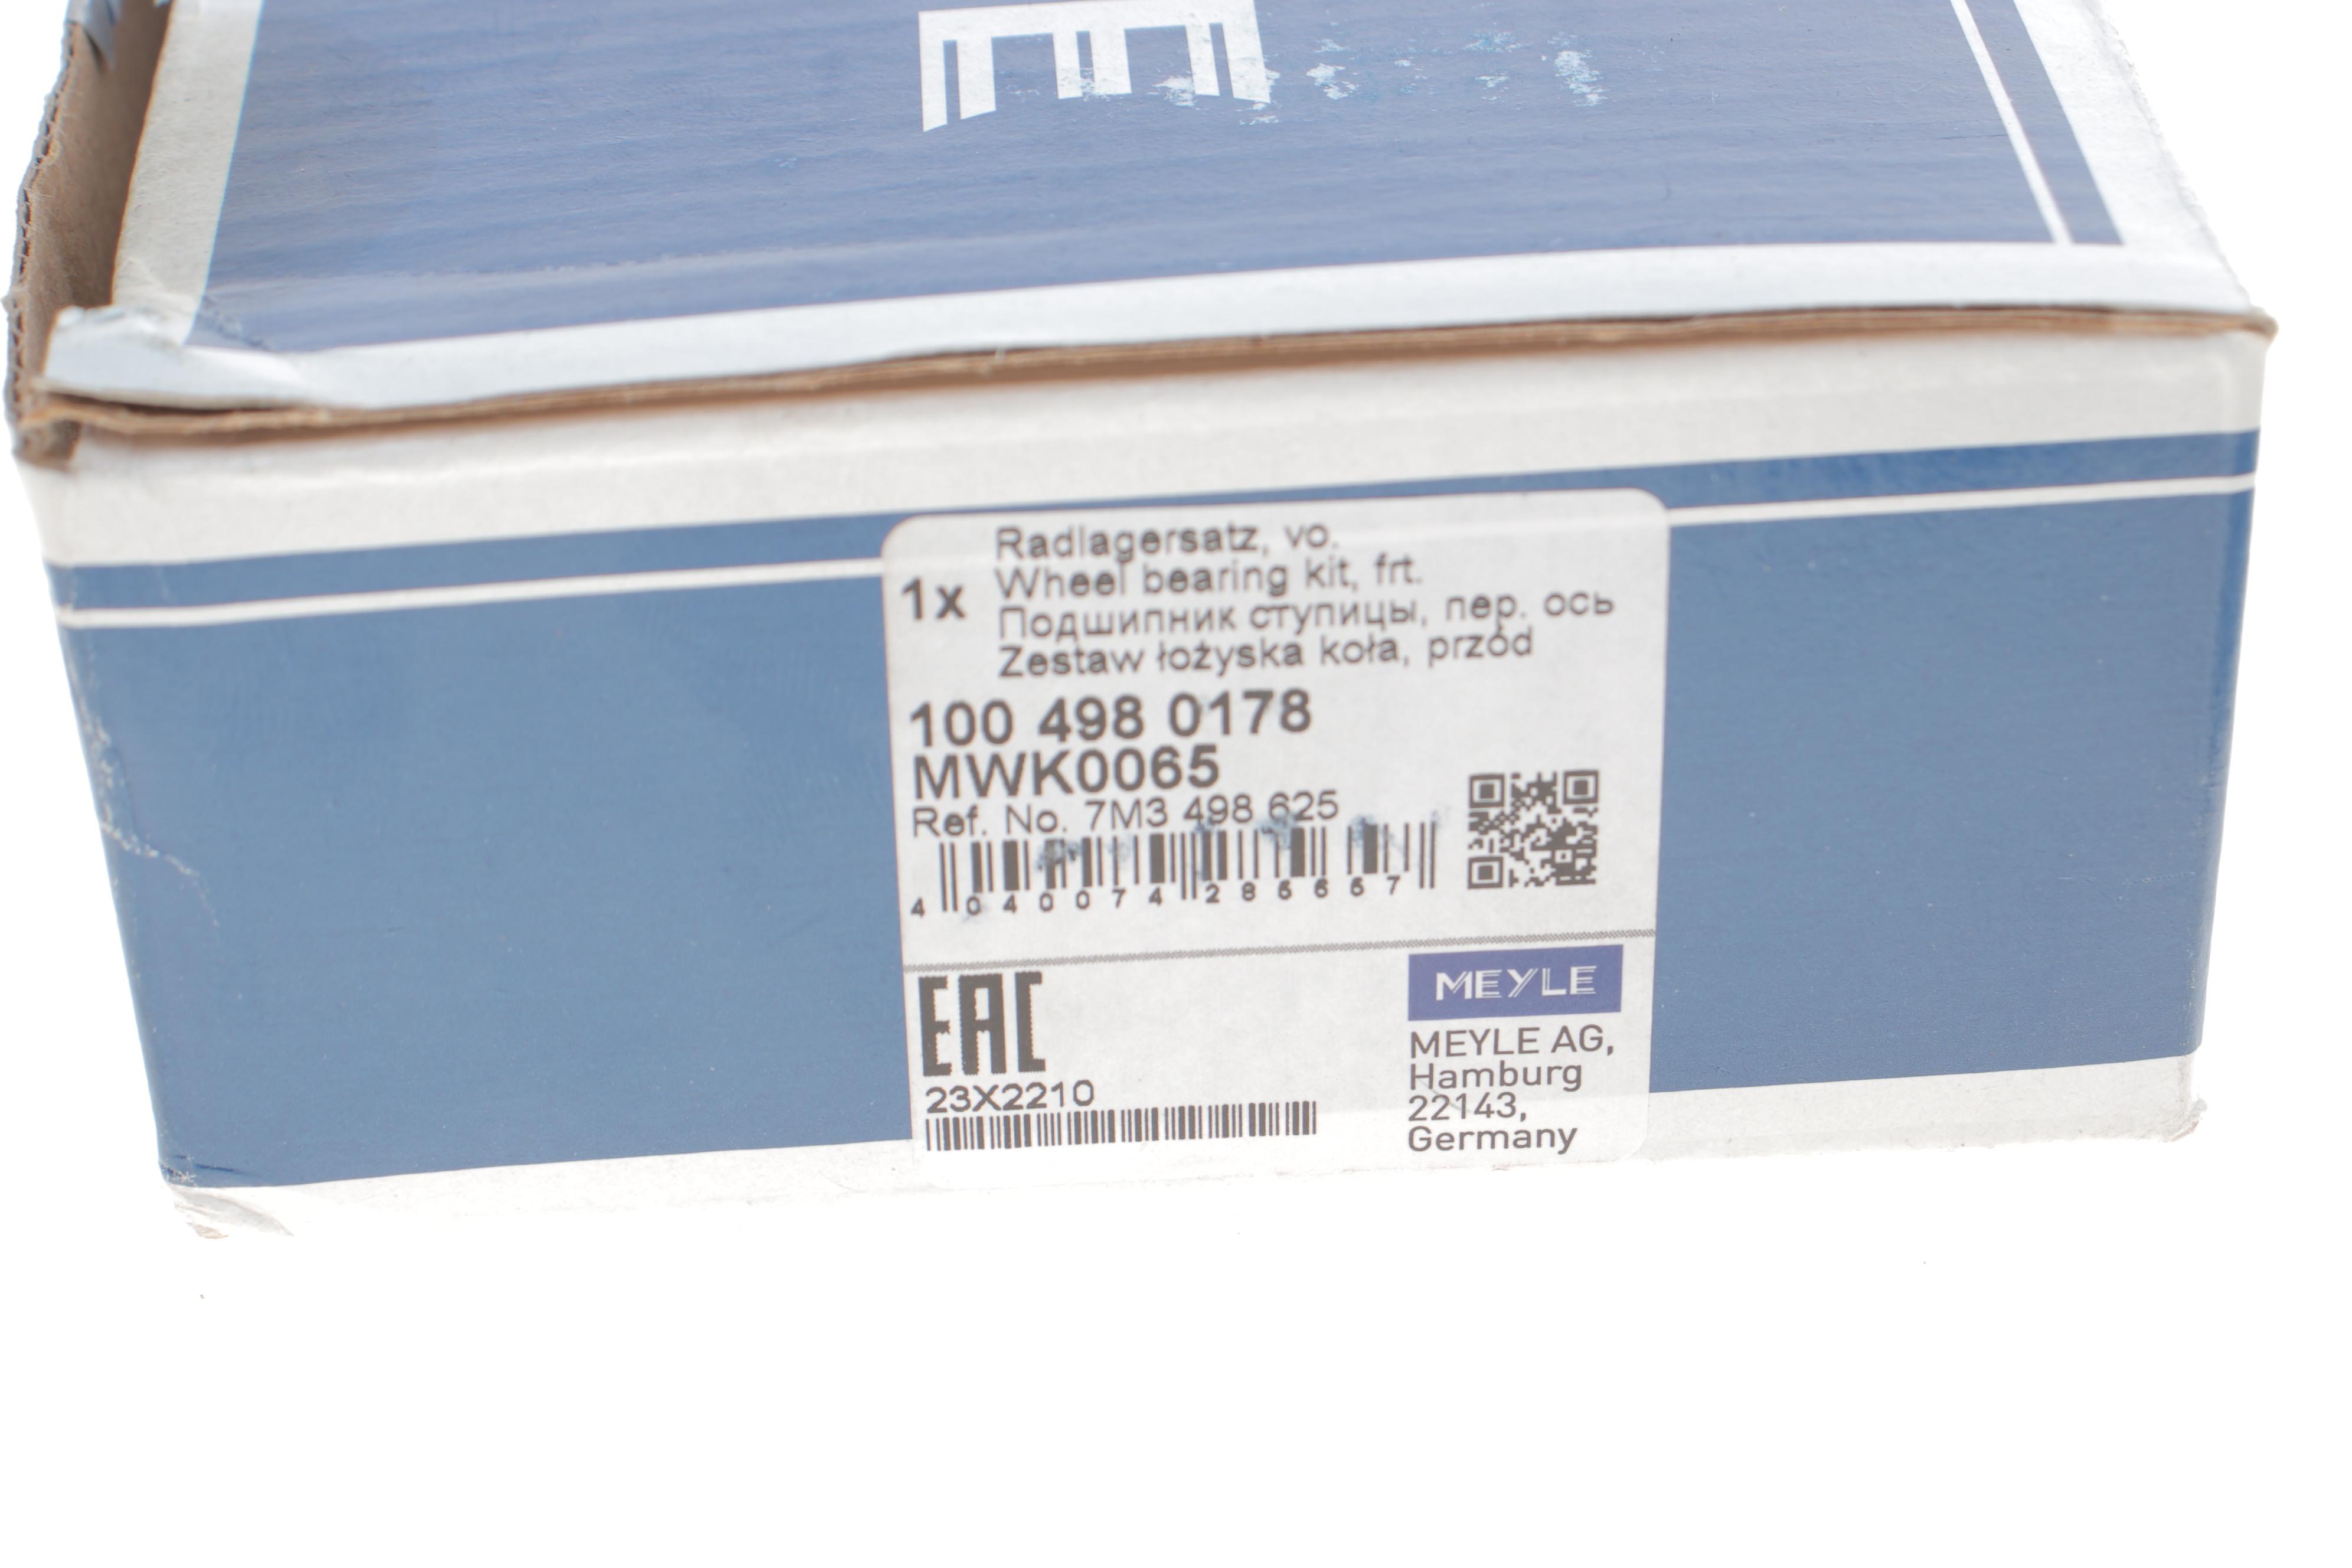 E
Radlagersatz, vo.
1x Wheel bearing kit, frt.
Подшипник ступицы, пер. ось
Zestaw łożyska koła, przód
100 498 0178
MWK0065
Ref. No. 7M3 498 625
4 040074 285657
EAC
23X2210
MEYLE
MEYLE AG,
Hamburg
22143,
Germany